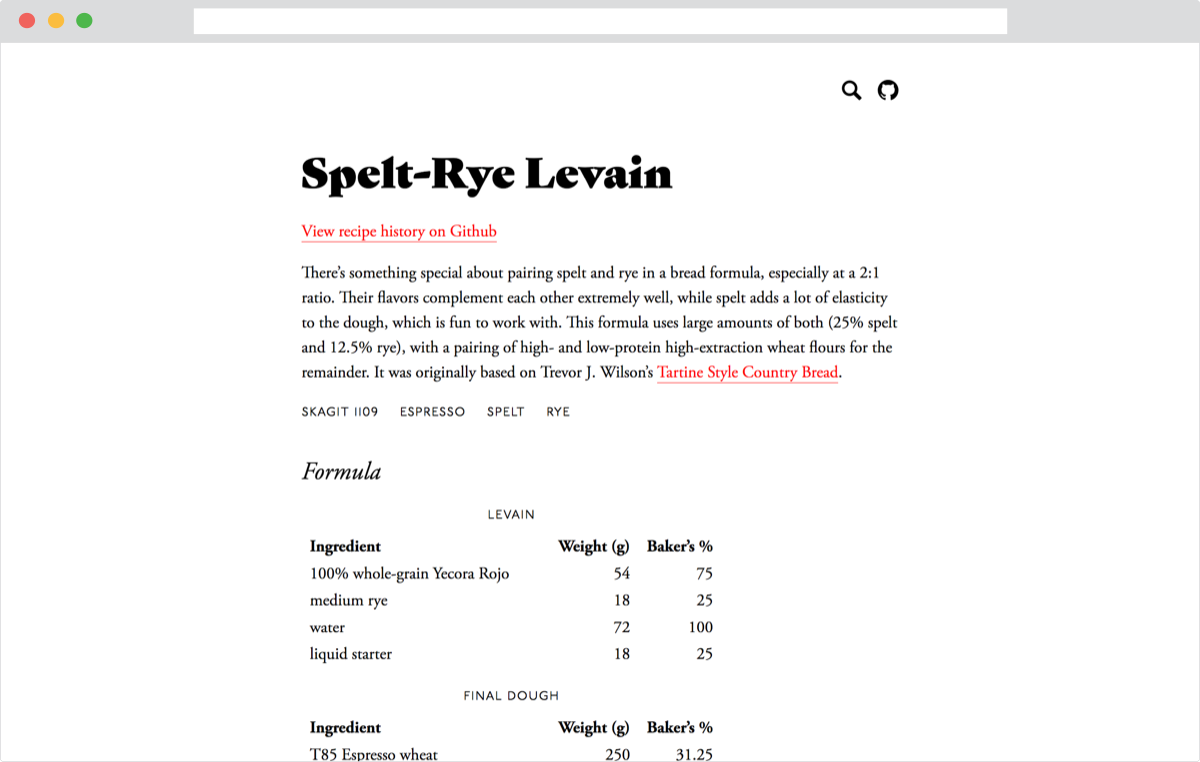 Spelt-Rye Levain
View recipe history on Github
There’s something special about pairing spelt and rye in a bread formula, especially at a 2:1
ratio. Their flavors complement each other extremely well, while spelt adds a lot of elasticity
to the dough, which is fun to work with. This formula uses large amounts of both (25% spelt
and 12.5% rye), with a pairing of high- and low-protein high-extraction wheat flours for the
remainder. It was originally based on Trevor J. Wilson’s Tartine Style Country Bread.
SKAGIT 1109 ESPRESSO SPELT RYE
Formula
LEVAIN
Ingredient Weight (g) Baker’s %
100% whole-grain Yecora Rojo 54 75
medium rye 18 25
water 72 100
liquid starter 18 25
FINAL DOUGH
Ingredient Weight (g) Baker’s %
T85 Espresso wheat 250 31.25